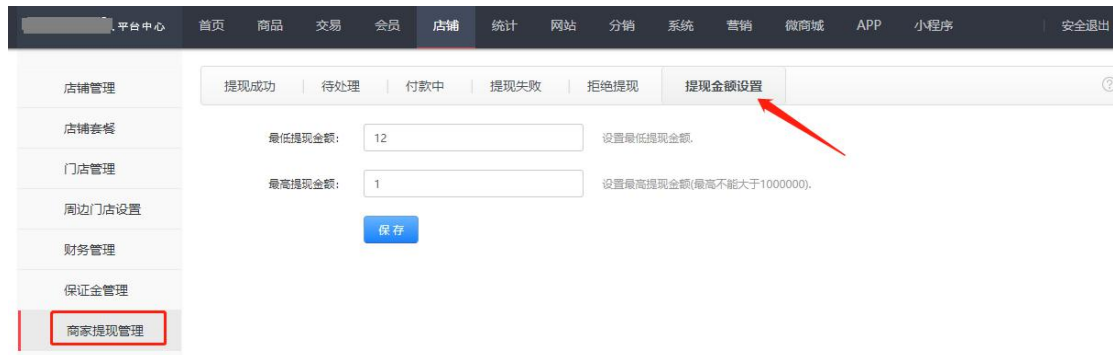 平台中心 首页 商品 交易 会员 店铺 统计 网站 分销 系统 营销 微商城 APP 小程序 安全退出
店铺管理
提现成功 待处理 付款中 提现失败 拒绝提现 提现金额设置
店铺套餐
最低提现金额: 12 设置最低提现金额.
门店管理
最高提现金额: 1 设置最高提现金额(最高不能大于1000000).
周边门店设置
保存
财务管理
保证金管理
商家提现管理